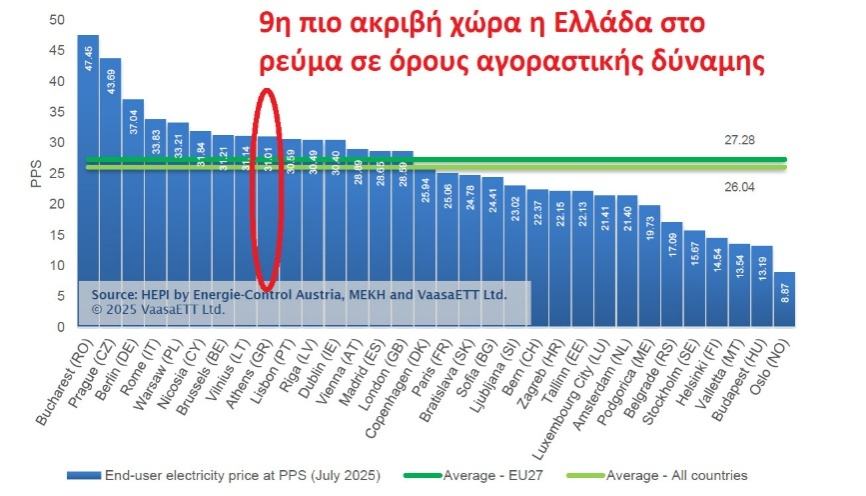 9η πιο ακριβή χώρα η Ελλάδα στο
ρεύμα σε όρους αγοραστικής δύναμης
50
45
40
35
30
25
20
15
10
5
0
PPS
47.45
43.69
37.04
33.83
33.21
31.84
31.21
31.14
31.01
30.59
30.49
30.40
28.89
28.65
28.59
25.94
25.06
24.78
24.41
23.02
22.37
22.15
22.13
21.41
21.40
19.73
17.09
15.67
14.54
13.54
13.19
8.87
27.28
26.04
Source: HEPI by Energie-Control Austria, MEKH and VaasaETT Ltd.
© 2025 VaasaETT Ltd.
Bucharest (RO)
Prague (CZ)
Berlin (DE)
Rome (IT)
Warsaw (PL)
Nicosia (CY)
Brussels (BE)
Vilnius (LT)
Athens (GR)
Lisbon (PT)
Riga (LV)
Dublin (IE)
Vienna (AT)
Madrid (ES)
London (GB)
Copenhagen (DK)
Paris (FR)
Bratislava (SK)
Sofia (BG)
Ljubljana (SI)
Bern (CH)
Zagreb (HR)
Tallinn (EE)
Luxembourg City (LU)
Amsterdam (NL)
Podgorica (ME)
Belgrade (RS)
Stockholm (SE)
Helsinki (FI)
Valletta (MT)
Budapest (HU)
Oslo (NO)
End-user electricity price at PPS (July 2025)
Average - EU27
Average - All countries